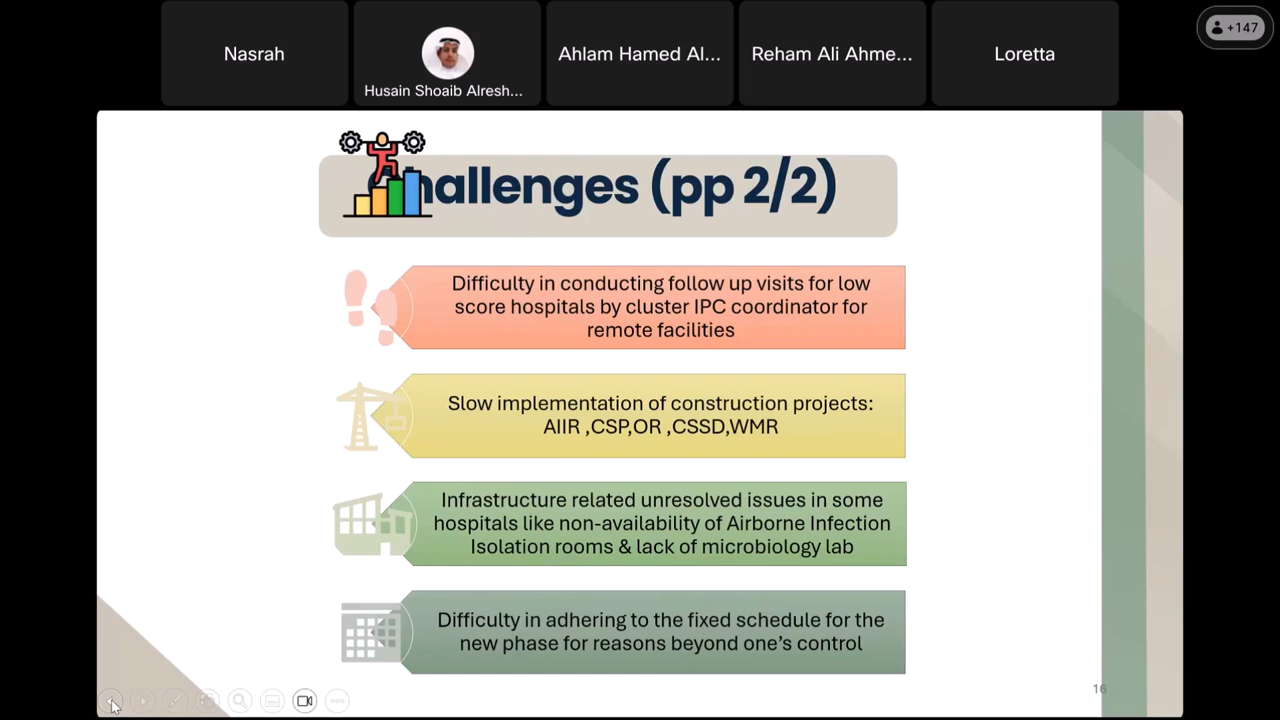 Nasrah
Husain Shoaib Alresh...
Ahlam Hamed Al...
Reham Ali Ahme...
Loretta
+147
Challenges (pp 2/2)
Difficulty in conducting follow up visits for low
score hospitals by cluster IPC coordinator for
remote facilities
Slow implementation of construction projects:
AIIR ,CSP,OR ,CSSD,WMR
Infrastructure related unresolved issues in some
hospitals like non-availability of Airborne Infection
Isolation rooms & lack of microbiology lab
Difficulty in adhering to the fixed schedule for the
new phase for reasons beyond one’s control
16